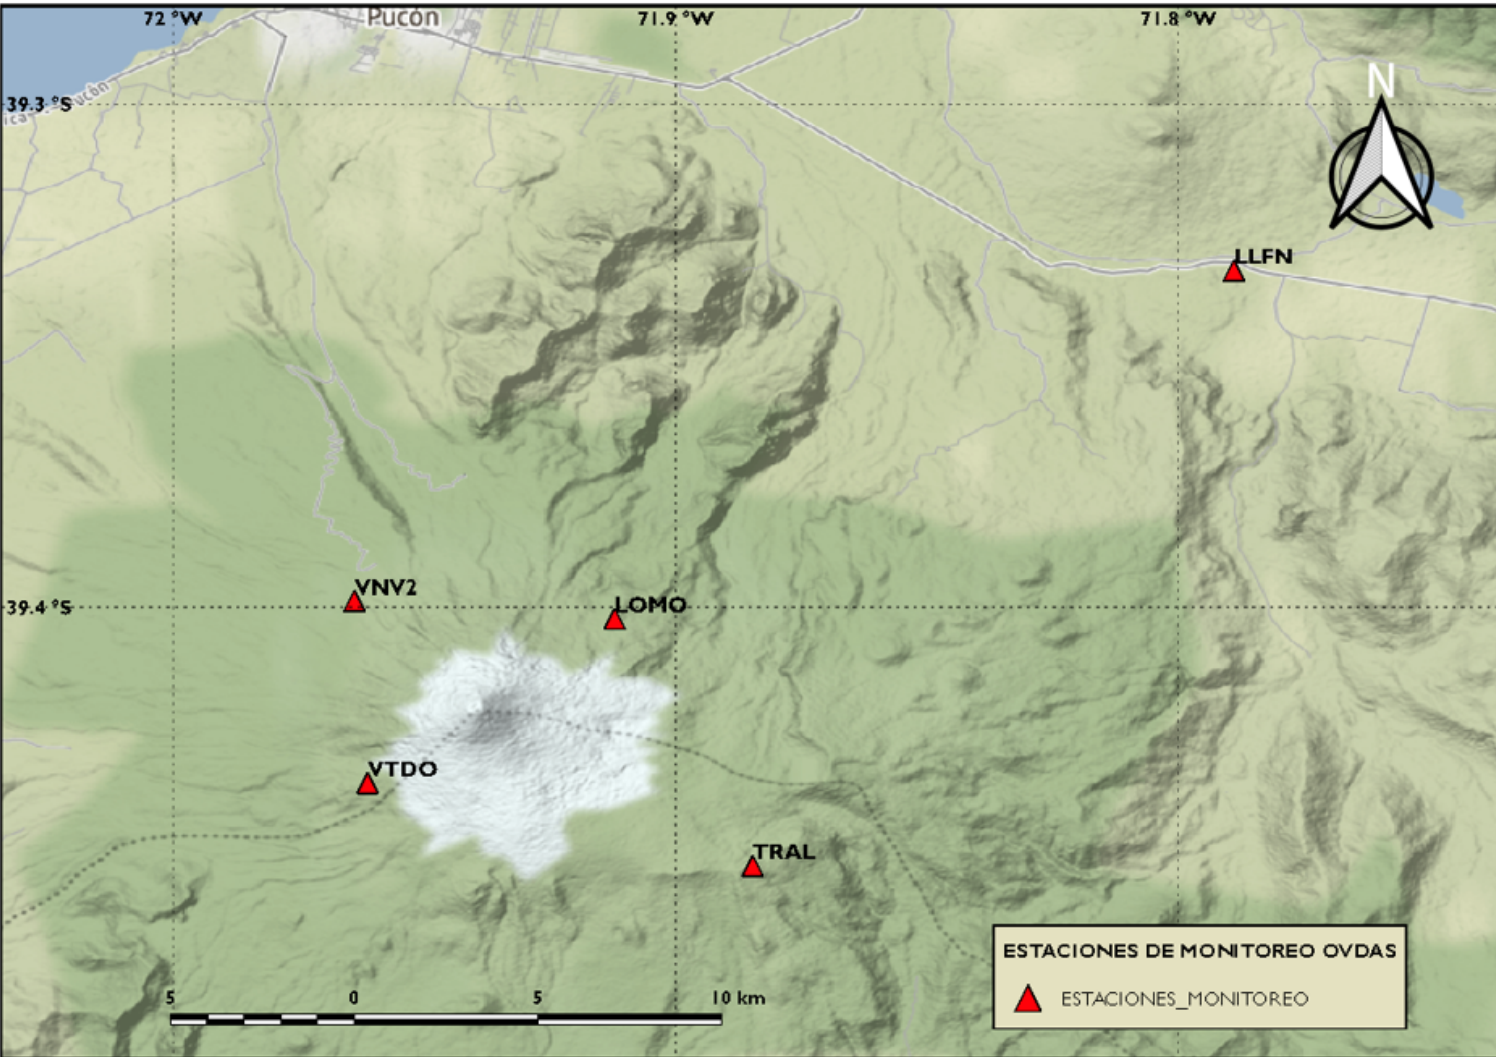 72 °W
Pucón
71.9 °W
71.8 °W
N
39.3 °S
Pucón
LLFN
VNV2
39.4 °S
LOMO
VTDO
TRAL
ESTACIONES DE MONITOREO OVDAS
ESTACIONES_MONITOREO
5 0 5 10 km